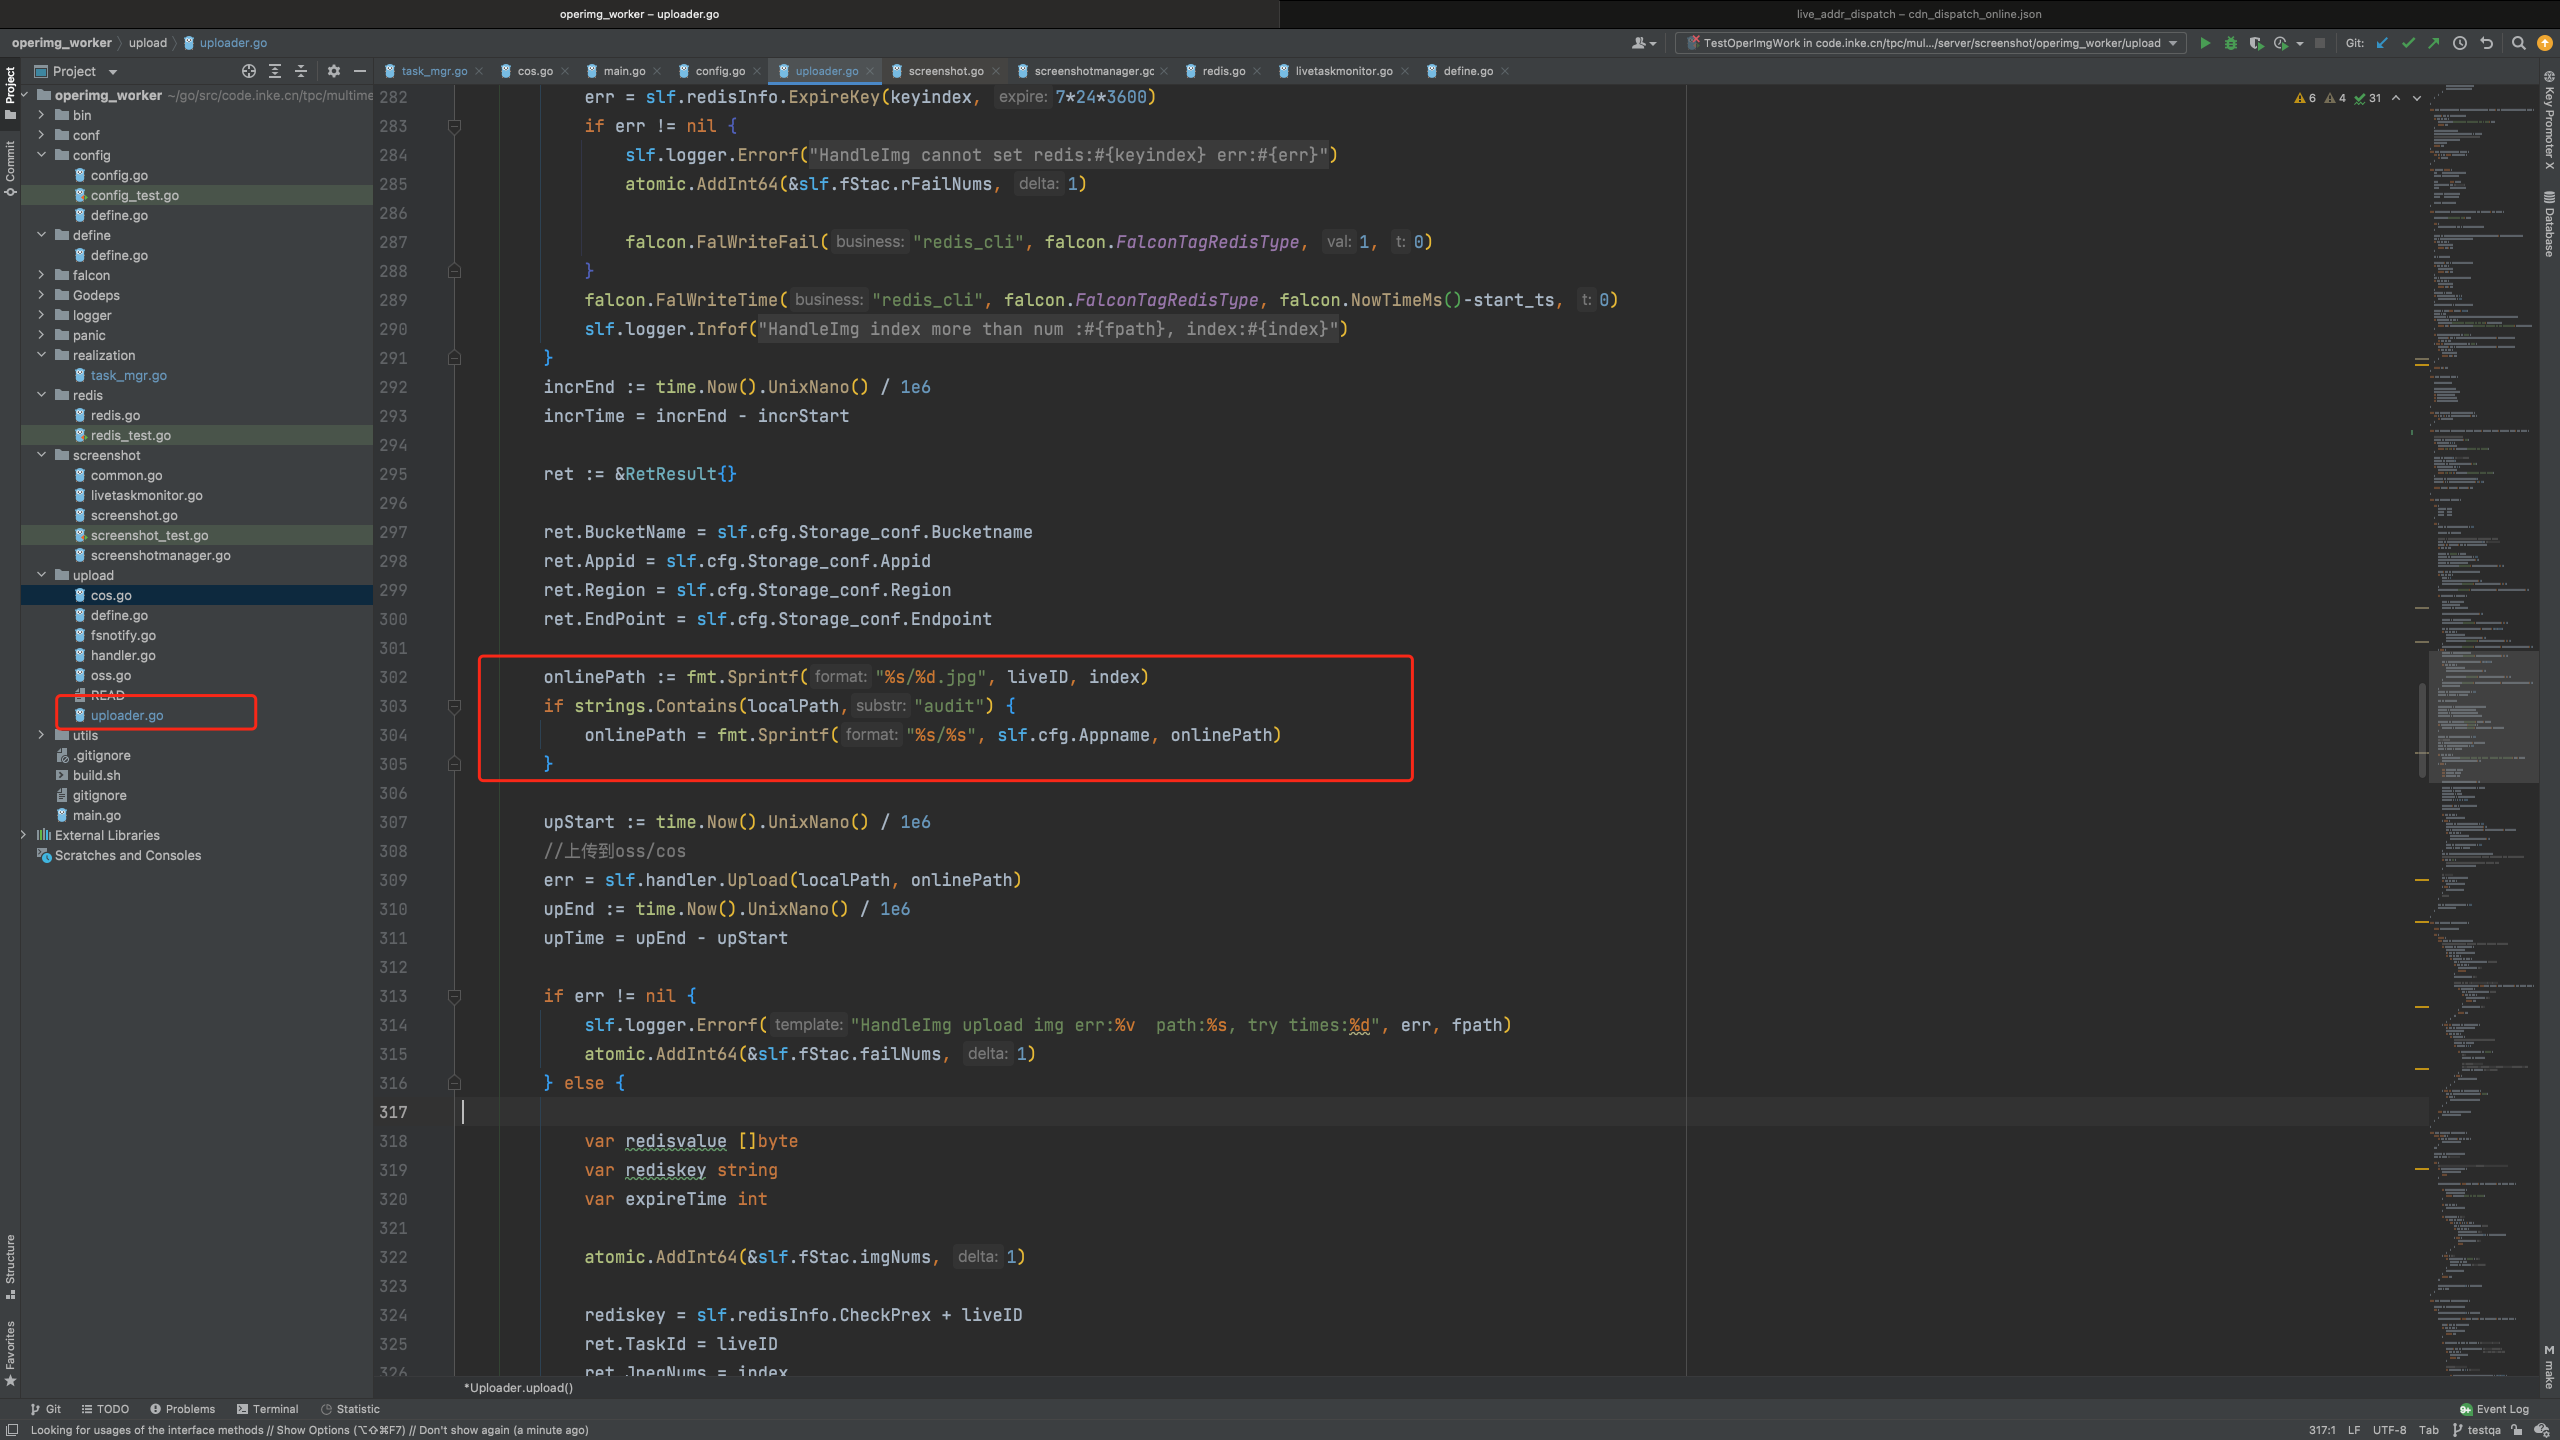 operimg_worker – uploader.go
live_addr_dispatch – cdn_dispatch_online.json
operimg_worker 〉 upload 〉 uploader.go
TestOperImgWork in code.inke.cn/tpc/mul.../server/screenshot/operimg_worker/upload
Git:
Project
task_mgr.go
cos.go
main.go
config.go
uploader.go
screenshot.go
screenshotmanager.go
redis.go
livetaskmonitor.go
define.go
6 4 31
Project
Commit
Structure
Favorites
Key Promoter X
Database
make
operimg_worker ~/go/src/code.inke.cn/tpc/multime
bin
conf
config
config.go
config_test.go
define.go
define
define.go
falcon
Godeps
logger
panic
realization
task_mgr.go
redis
redis.go
redis_test.go
screenshot
common.go
livetaskmonitor.go
screenshot.go
screenshot_test.go
screenshotmanager.go
upload
cos.go
define.go
fsnotify.go
handler.go
oss.go
READ
uploader.go
utils
.gitignore
build.sh
gitignore
main.go
External Libraries
Scratches and Consoles
282 err = slf.redisInfo.ExpireKey(keyindex, expire: 7*24*3600)
283 if err != nil {
284 slf.logger.Errorf("HandleImg cannot set redis:#{keyindex} err:#{err}")
285 atomic.AddInt64(&slf.fStac.rFailNums, delta: 1)
286
287 falcon.FalWriteFail( business: "redis_cli", falcon.FalconTagRedisType, val: 1, t: 0)
288 }
289 falcon.FalWriteTime( business: "redis_cli", falcon.FalconTagRedisType, falcon.NowTimeMs()-start_ts, t: 0)
290 slf.logger.Infof("HandleImg index more than num :#{fpath}, index:#{index}")
291 }
292 incrEnd := time.Now().UnixNano() / 1e6
293 incrTime = incrEnd - incrStart
294
295 ret := &RetResult{}
296
297 ret.BucketName = slf.cfg.Storage_conf.Bucketname
298 ret.Appid = slf.cfg.Storage_conf.Appid
299 ret.Region = slf.cfg.Storage_conf.Region
300 ret.EndPoint = slf.cfg.Storage_conf.Endpoint
301
302 onlinePath := fmt.Sprintf( format: "%s/%d.jpg", liveID, index)
303 if strings.Contains(localPath, substr: "audit") {
304 onlinePath = fmt.Sprintf( format: "%s/%s", slf.cfg.Appname, onlinePath)
305 }
306
307 upStart := time.Now().UnixNano() / 1e6
308 //上传到oss/cos
309 err = slf.handler.Upload(localPath, onlinePath)
310 upEnd := time.Now().UnixNano() / 1e6
311 upTime = upEnd - upStart
312
313 if err != nil {
314 slf.logger.Errorf( template: "HandleImg upload img err:%v  path:%s, try times:%d", err, fpath)
315 atomic.AddInt64(&slf.fStac.failNums, delta: 1)
316 } else {
317
318 var redisvalue []byte
319 var rediskey string
320 var expireTime int
321
322 atomic.AddInt64(&slf.fStac.imgNums, delta: 1)
323
324 rediskey = slf.redisInfo.CheckPrex + liveID
325 ret.TaskId = liveID
326 ret.JpegNums = index
*Uploader.upload()
Git
TODO
Problems
Terminal
Statistic
9+ Event Log
Looking for usages of the interface methods // Show Options (⌥⇧⌘F7) // Don't show again (a minute ago)
317:1 LF UTF-8 Tab testqa